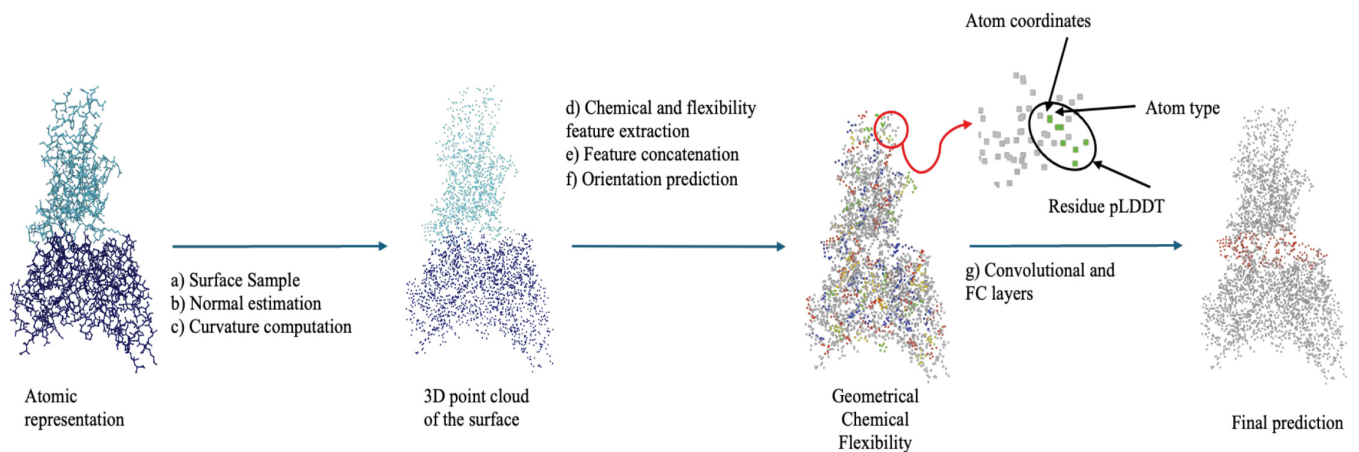 Atom coordinates
Atom type
Residue pLDDT
d) Chemical and flexibility
feature extraction
e) Feature concatenation
f) Orientation prediction
a) Surface Sample
b) Normal estimation
c) Curvature computation
g) Convolutional and
FC layers
Atomic
representation
3D point cloud
of the surface
Geometrical
Chemical
Flexibility
Final prediction